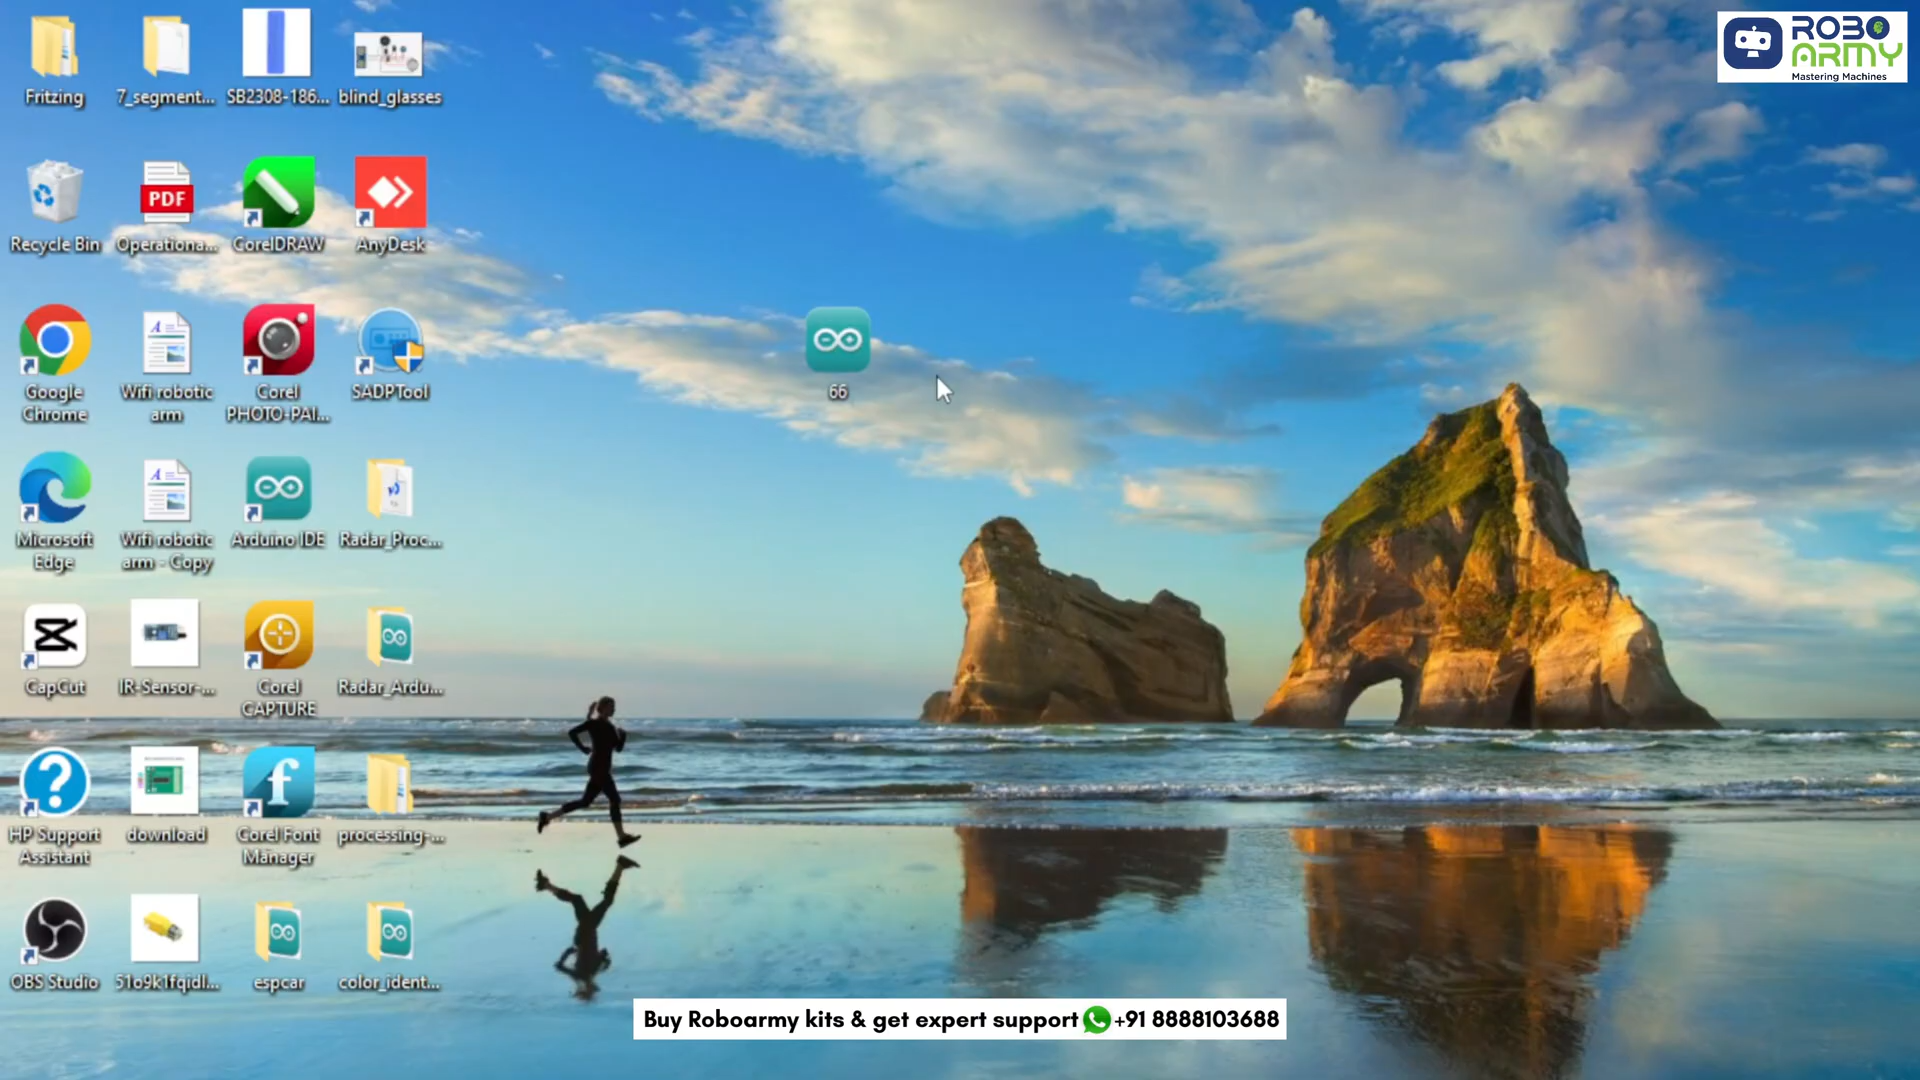 Fritzing
7_segment...
SB2308-186...
blind_glasses
ROBO
ARMY
Mastering Machines
Recycle Bin
PDF
Operationa...
CorelDRAW
AnyDesk
Google
Chrome
Wifi robotic
arm
Corel
PHOTO-PAI...
SADPTool
66
Microsoft
Edge
Wifi robotic
arm - Copy
Arduino IDE
Radar_Proc...
CapCut
IR-Sensor-...
Corel
CAPTURE
Radar_Ardu...
HP Support
Assistant
download
Corel Font
Manager
processing-...
OBS Studio
51o9k1fqidl...
espcar
color_ident...
Buy Roboarmy kits & get expert support +91 8888103688